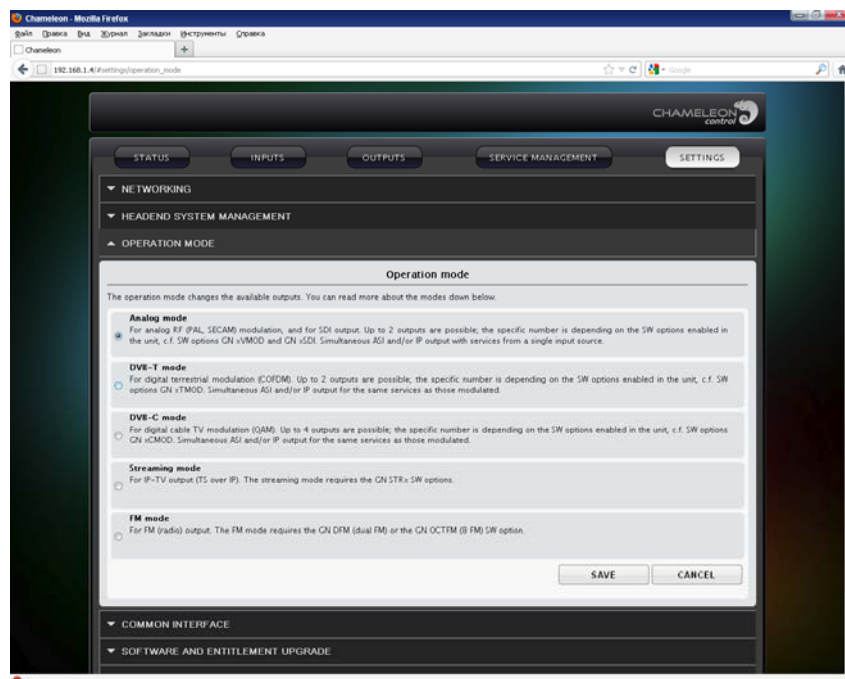 Chameleon - Mozilla Firefox
Файл Правка Вид Журнал Закладки Инструменты Справка
Chameleon
192.168.1.4/#settings/operation_mode
Google
CHAMELEON
control
STATUS INPUTS OUTPUTS SERVICE MANAGEMENT SETTINGS
NETWORKING
HEADEND SYSTEM MANAGEMENT
OPERATION MODE
Operation mode
The operation mode changes the available outputs. You can read more about the modes down below.
Analog mode
For analog RF (PAL, SECAM) modulation, and for SDI output. Up to 2 outputs are possible; the specific number is depending on the SW options enabled in
the unit, c.f. SW options GN xVMOD and GN xSDI. Simultaneous ASI and/or IP output with services from a single input source.
DVB-T mode
For digital terrestrial modulation (COFDM). Up to 2 outputs are possible; the specific number is depending on the SW options enabled in the unit, c.f. SW
options GN xTMOD. Simultaneous ASI and/or IP output for the same services as those modulated.
DVB-C mode
For digital cable TV modulation (QAM). Up to 4 outputs are possible; the specific number is depending on the SW options enabled in the unit, c.f. SW options
GN xCMOD. Simultaneous ASI and/or IP output for the same services as those modulated.
Streaming mode
For IP-TV output (TS over IP). The streaming mode requires the GN STRx SW options.
FM mode
For FM (radio) output. The FM mode requires the GN DFM (dual FM) or the GN OCTFM (8 FM) SW option.
SAVE CANCEL
COMMON INTERFACE
SOFTWARE AND ENTITLEMENT UPGRADE